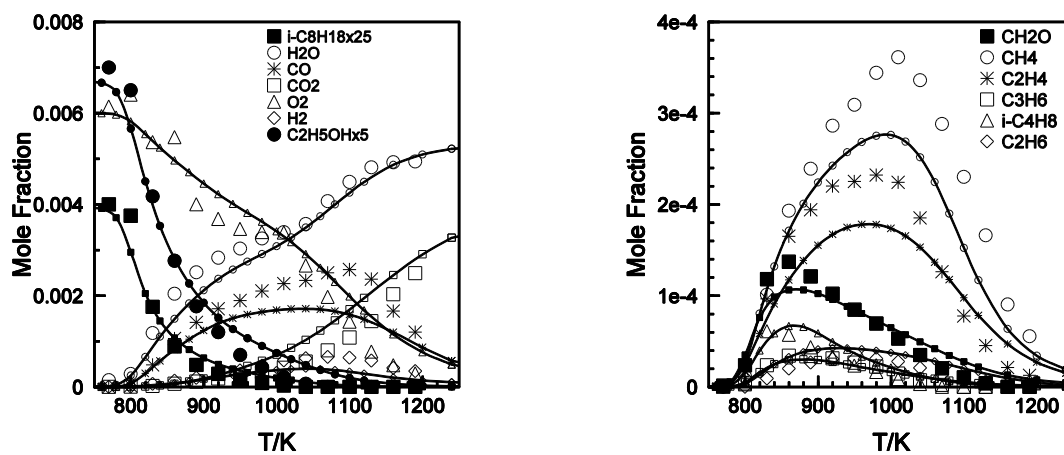 0.008
0.006
0.004
0.002
0
Mole Fraction
i-C8H18x25
H2O
CO
CO2
O2
H2
C2H5OHx5
800
900
1000
1100
1200
T/K
4e-4
3e-4
2e-4
1e-4
0
Mole Fraction
CH2O
CH4
C2H4
C3H6
i-C4H8
C2H6
800
900
1000
1100
1200
T/K